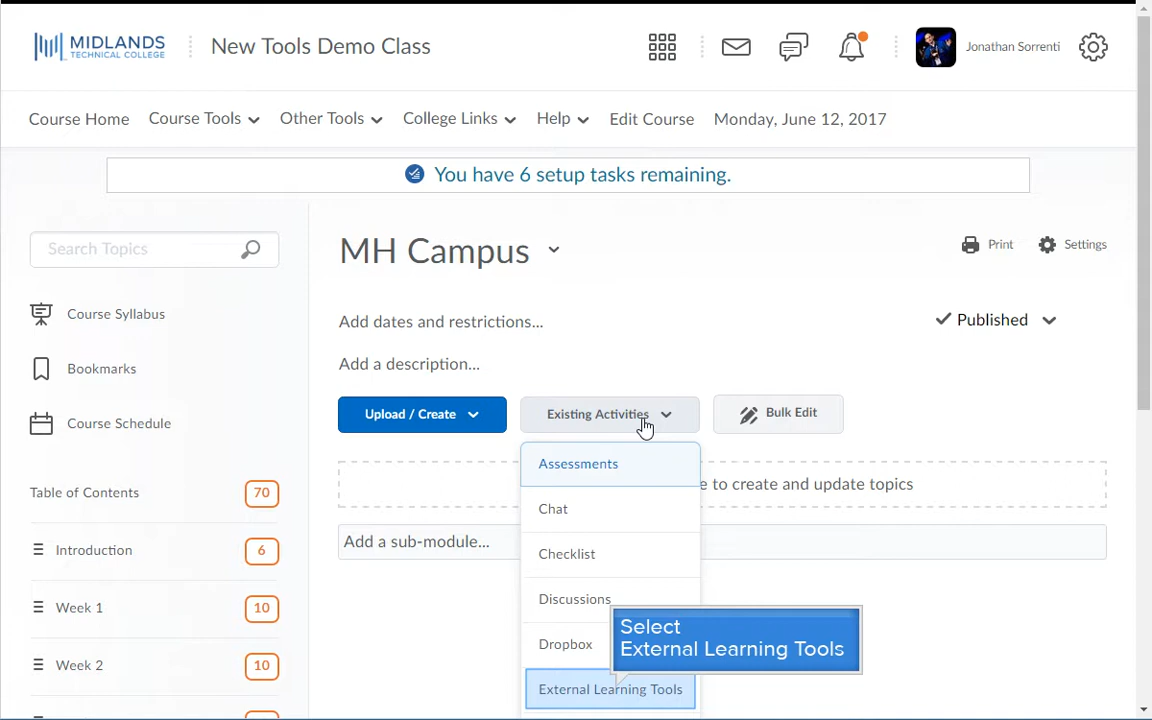 MIDLANDS
TECHNICAL COLLEGE
New Tools Demo Class
Jonathan Sorrenti
Course Home
Course Tools
Other Tools
College Links
Help
Edit Course
Monday, June 12, 2017
You have 6 setup tasks remaining.
Search Topics
Course Syllabus
Bookmarks
Course Schedule
Table of Contents
70
Introduction
6
Week 1
10
Week 2
10
MH Campus
Print
Settings
Add dates and restrictions...
Published
Add a description...
Upload / Create
Existing Activities
Bulk Edit
e to create and update topics
Add a sub-module...
Assessments
Chat
Checklist
Discussions
Dropbox
External Learning Tools
Select
External Learning Tools